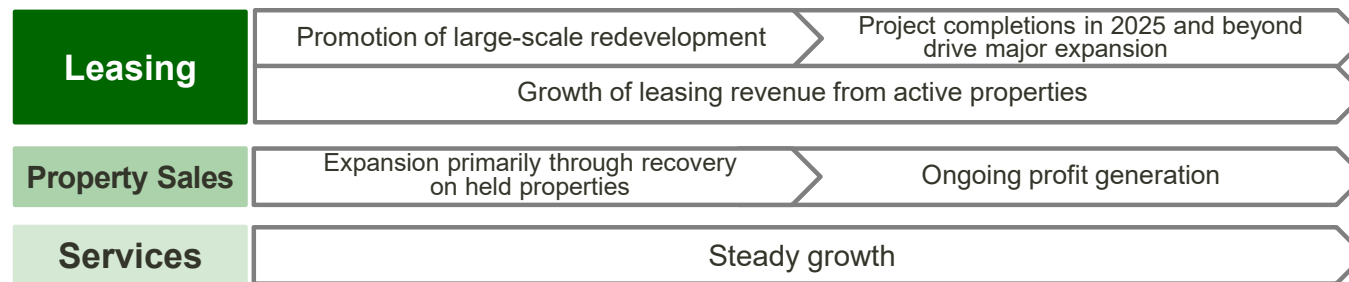 Leasing
Promotion of large-scale redevelopment
Project completions in 2025 and beyond
drive major expansion
Growth of leasing revenue from active properties
Property Sales
Expansion primarily through recovery
on held properties
Ongoing profit generation
Services
Steady growth